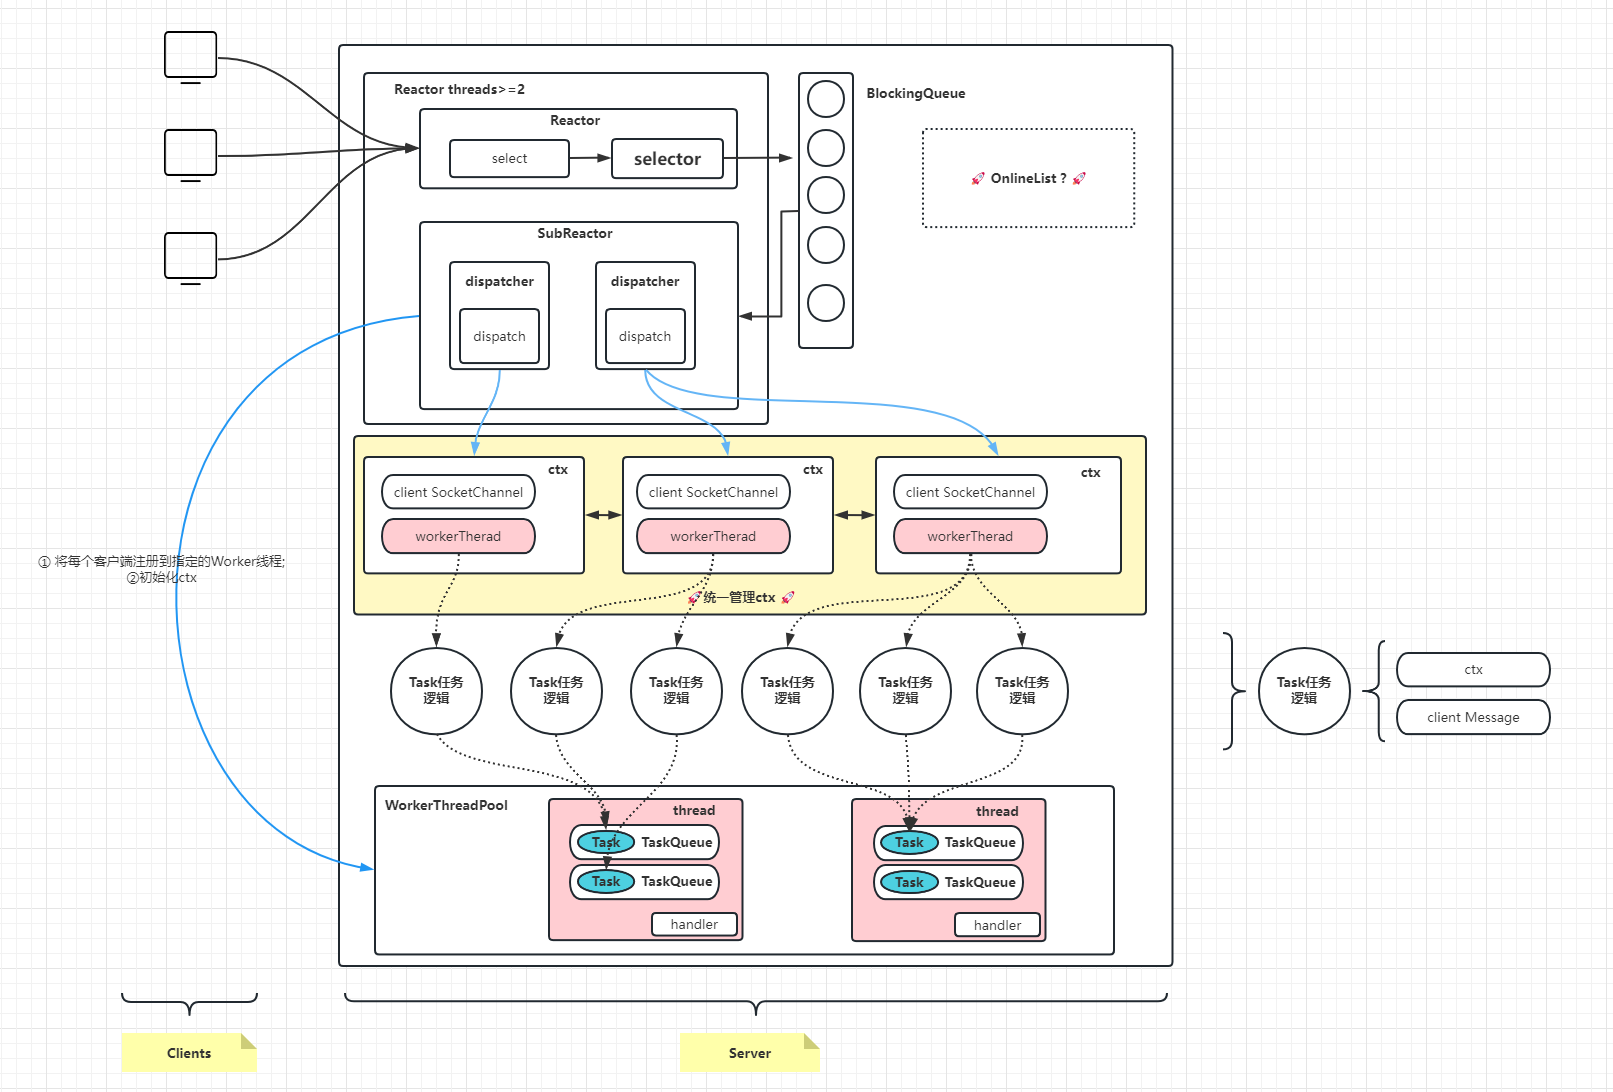 Reactor threads>=2
BlockingQueue
Reactor
select
selector
🚀 OnlineList ? 🚀
SubReactor
dispatcher
dispatcher
dispatch
dispatch
ctx
ctx
ctx
client SocketChannel
client SocketChannel
client SocketChannel
workerTherad
workerTherad
workerTherad
① 将每个客户端注册到指定的Worker线程;
②初始化ctx
🚀统一管理ctx 🚀
Task任务
逻辑
Task任务
逻辑
Task任务
逻辑
Task任务
逻辑
Task任务
逻辑
Task任务
逻辑
Task任务
逻辑
ctx
client Message
WorkerThreadPool
thread
Task
TaskQueue
Task
TaskQueue
handler
thread
Task
TaskQueue
Task
TaskQueue
handler
Clients
Server